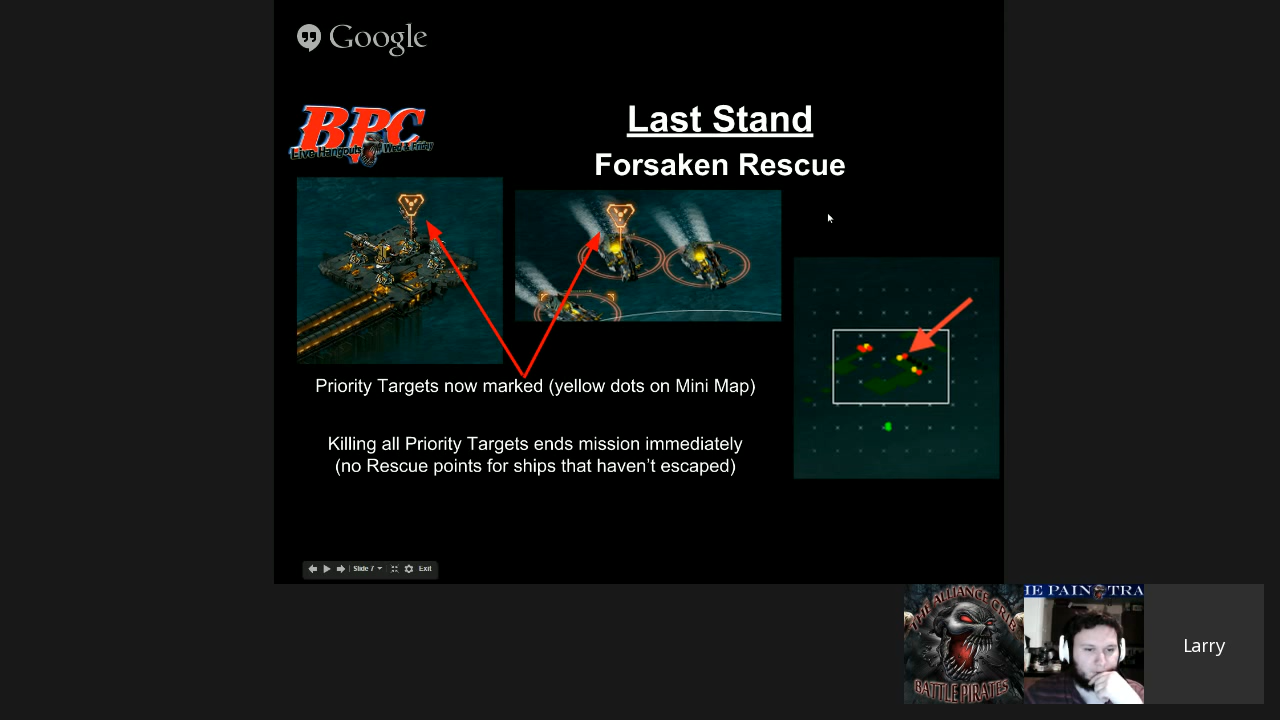 Google
BPC
Live Hangouts Wed & Friday
Last Stand
Forsaken Rescue
Priority Targets now marked (yellow dots on Mini Map)
Killing all Priority Targets ends mission immediately
(no Rescue points for ships that haven't escaped)
Slide 7
Exit
THE ALLIANCE CRIB
BATTLE PIRATES
HE PAIN TRA
Larry